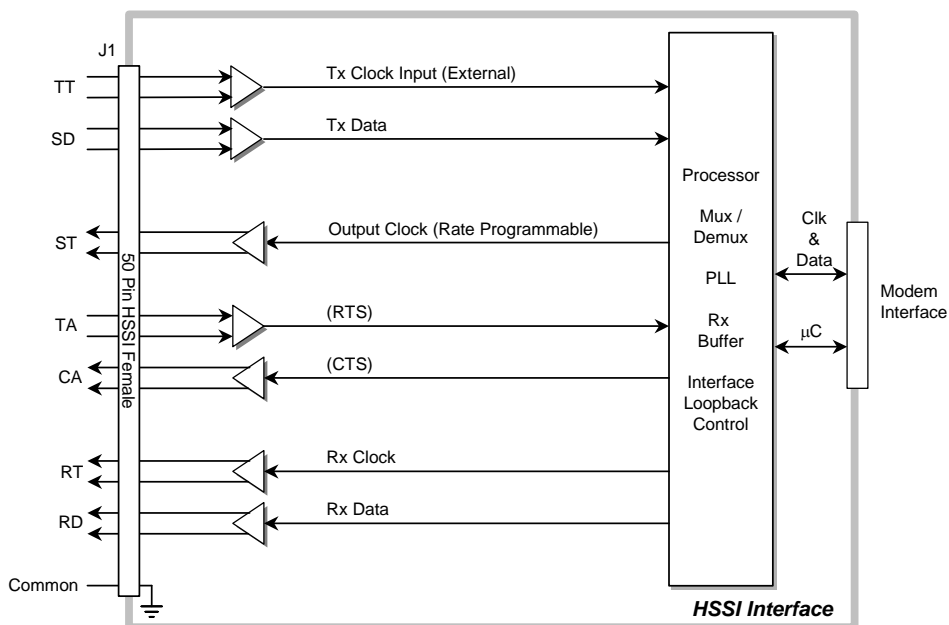 J1
TT
Tx Clock Input (External)
SD
Tx Data
ST
Output Clock (Rate Programmable)
TA
(RTS)
CA
(CTS)
RT
Rx Clock
RD
Rx Data
Common
50 Pin HSSI Female
Processor
Mux /
Demux
PLL
Rx
Buffer
Interface
Loopback
Control
Clk
&
Data
μC
Modem
Interface
HSSI Interface